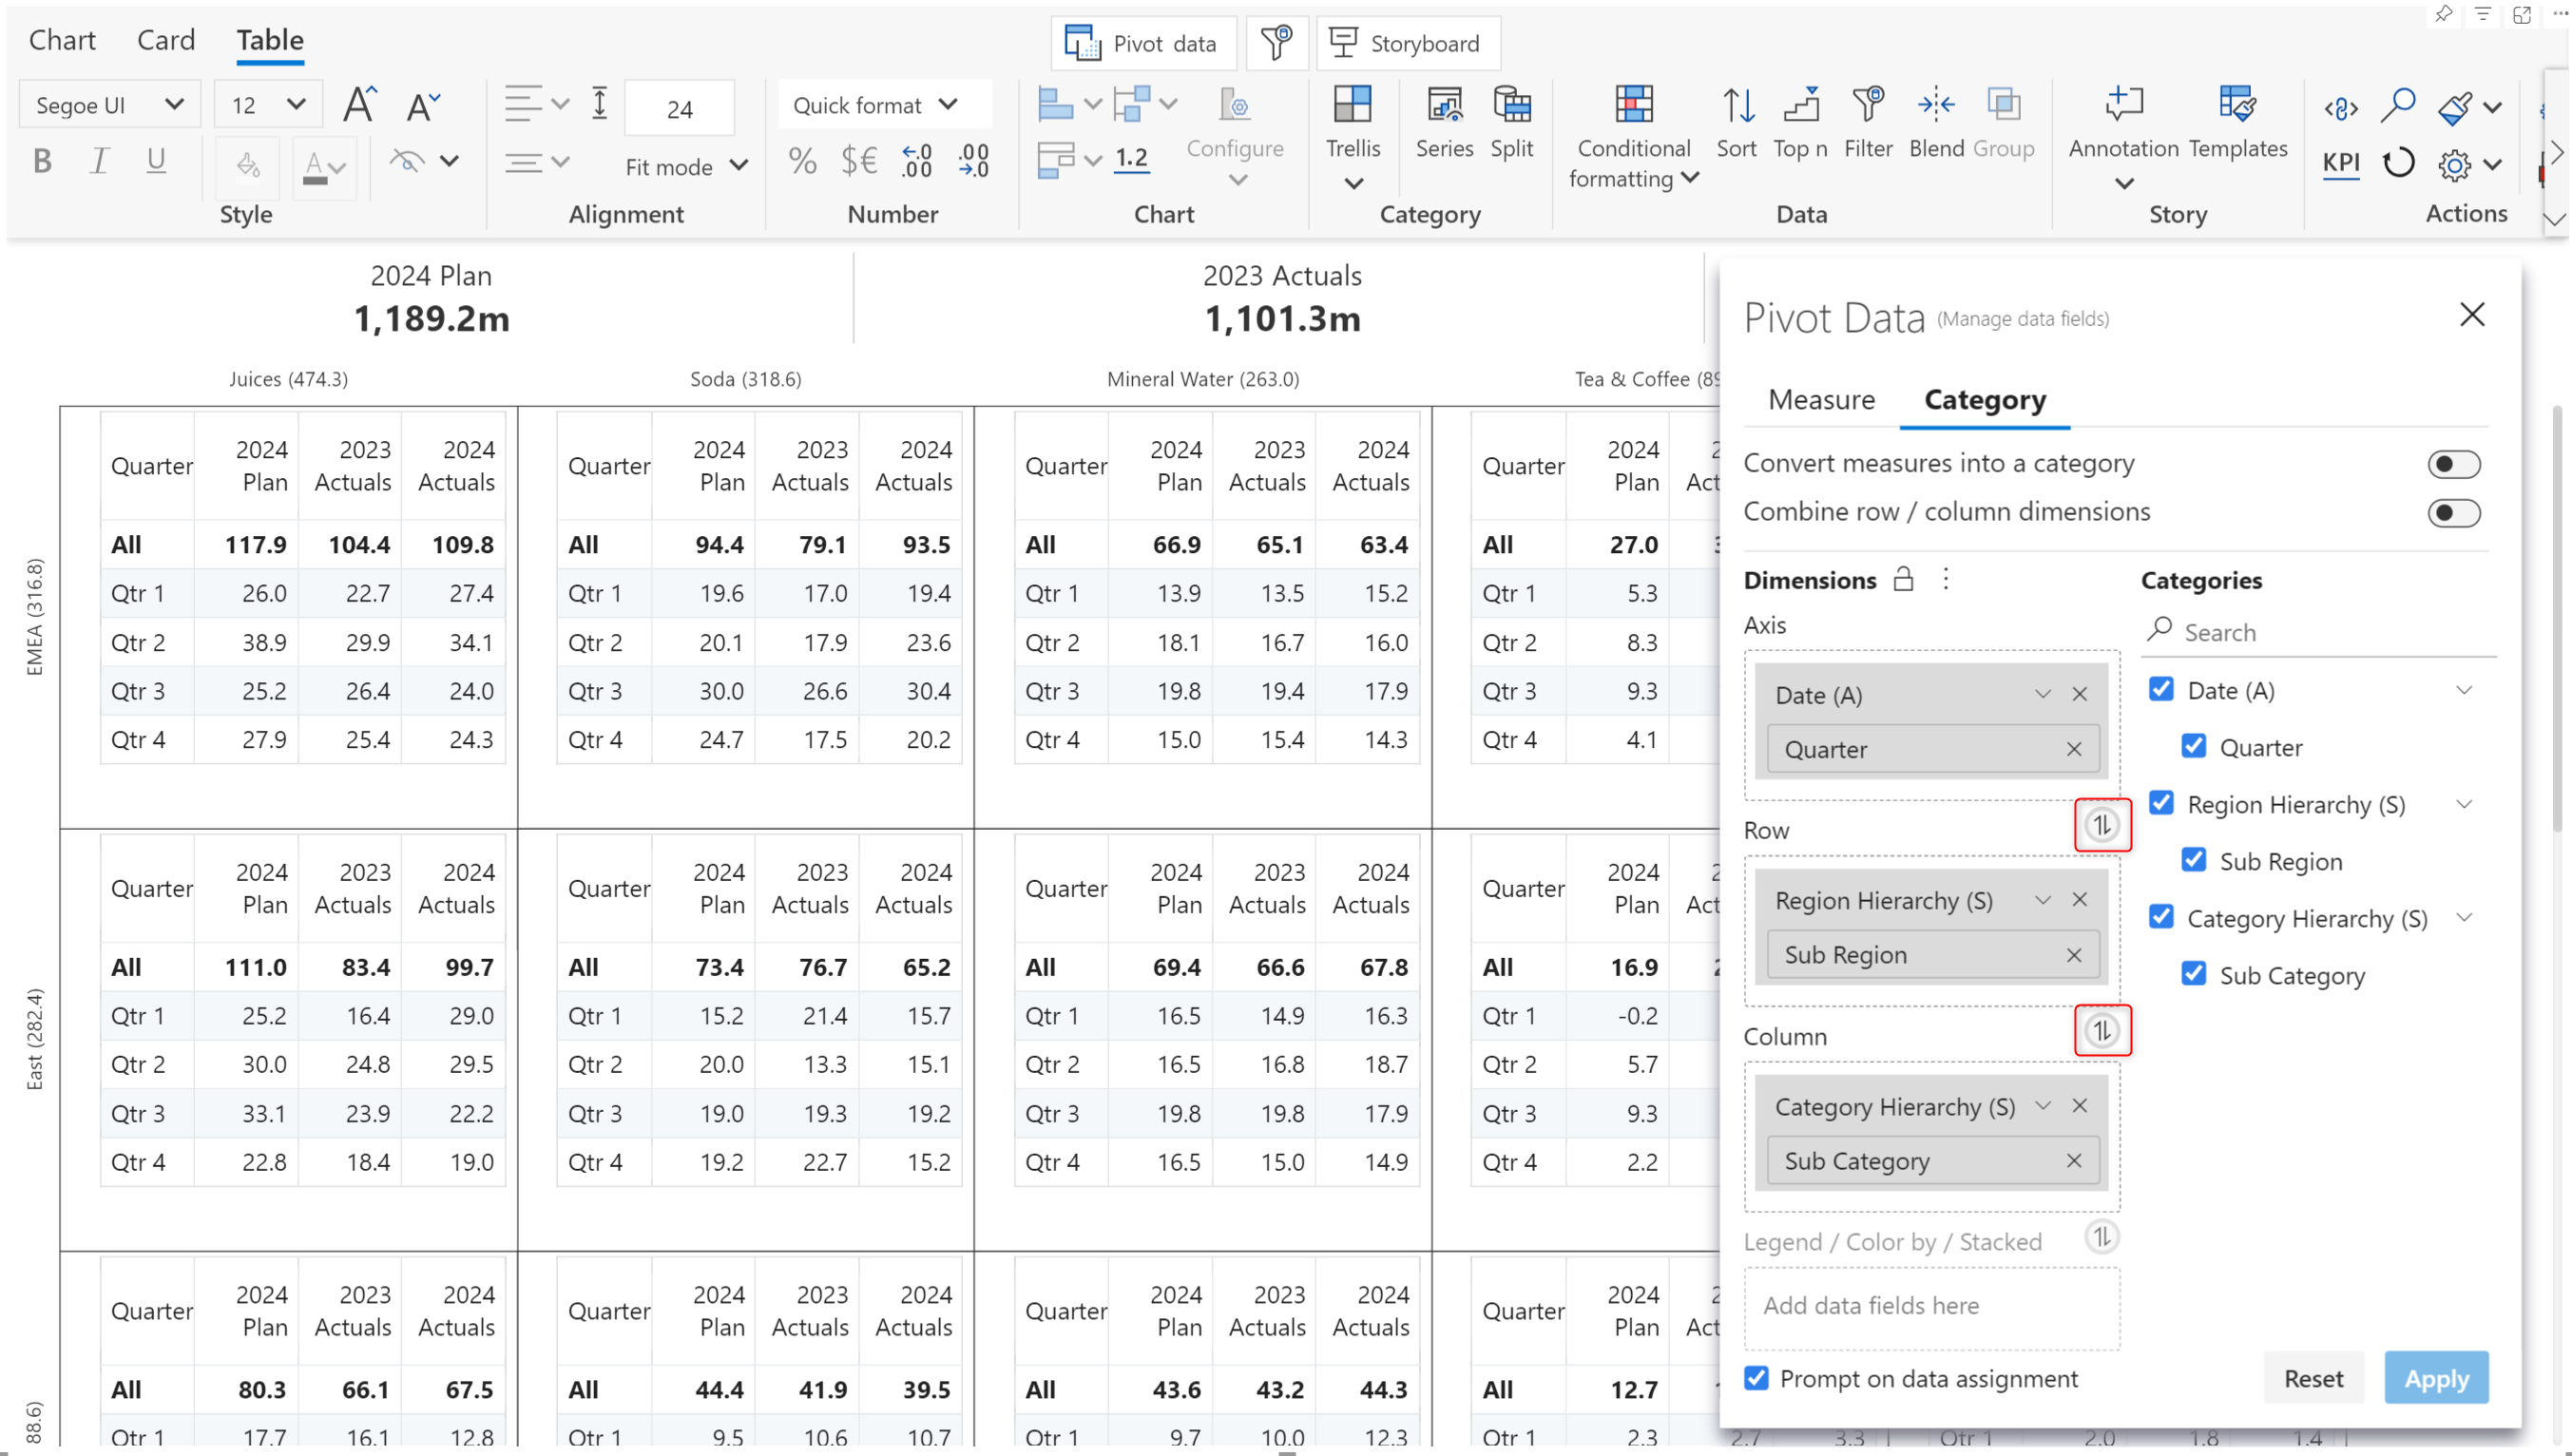 Chart Card Table
Pivot data Storyboard
Segoe UI 12 A A 24 Quick format
Configure Trellis Series Split Conditional formatting Sort Top n Filter Blend Group Annotation Templates
B I U A Fit mode % $€ ←.0 .00 .00 →.0 1.2 KPI
Style Alignment Number Chart Category Data Story Actions
2024 Plan
1,189.2m
2023 Actuals
1,101.3m
Juices (474.3) Soda (318.6) Mineral Water (263.0) Tea & Coffee (89
EMEA (316.8)
Quarter 2024 Plan 2023 Actuals 2024 Actuals Quarter 2024 Plan 2023 Actuals 2024 Actuals Quarter 2024 Plan 2023 Actuals 2024 Actuals Quarter 2024 Plan
All 117.9 104.4 109.8 All 94.4 79.1 93.5 All 66.9 65.1 63.4 All 27.0
Qtr 1 26.0 22.7 27.4 Qtr 1 19.6 17.0 19.4 Qtr 1 13.9 13.5 15.2 Qtr 1 5.3
Qtr 2 38.9 29.9 34.1 Qtr 2 20.1 17.9 23.6 Qtr 2 18.1 16.7 16.0 Qtr 2 8.3
Qtr 3 25.2 26.4 24.0 Qtr 3 30.0 26.6 30.4 Qtr 3 19.8 19.4 17.9 Qtr 3 9.3
Qtr 4 27.9 25.4 24.3 Qtr 4 24.7 17.5 20.2 Qtr 4 15.0 15.4 14.3 Qtr 4 4.1
East (282.4)
Quarter 2024 Plan 2023 Actuals 2024 Actuals Quarter 2024 Plan 2023 Actuals 2024 Actuals Quarter 2024 Plan 2023 Actuals 2024 Actuals Quarter 2024 Plan
All 111.0 83.4 99.7 All 73.4 76.7 65.2 All 69.4 66.6 67.8 All 16.9
Qtr 1 25.2 16.4 29.0 Qtr 1 15.2 21.4 15.7 Qtr 1 16.5 14.9 16.3 Qtr 1 -0.2
Qtr 2 30.0 24.8 29.5 Qtr 2 20.0 13.3 15.1 Qtr 2 16.5 16.8 18.7 Qtr 2 5.7
Qtr 3 33.1 23.9 22.2 Qtr 3 19.0 19.3 19.2 Qtr 3 19.8 19.8 17.9 Qtr 3 9.3
Qtr 4 22.8 18.4 19.0 Qtr 4 19.2 22.7 15.2 Qtr 4 16.5 15.0 14.9 Qtr 4 2.2
88.6)
Quarter 2024 Plan 2023 Actuals 2024 Actuals Quarter 2024 Plan 2023 Actuals 2024 Actuals Quarter 2024 Plan 2023 Actuals 2024 Actuals Quarter 2024 Plan
All 80.3 66.1 67.5 All 44.4 41.9 39.5 All 43.6 43.2 44.3 All 12.7
Qtr 1 17.7 16.1 12.8 Qtr 1 9.5 10.6 10.7 Qtr 1 9.7 10.0 12.3 Qtr 1 2.3 2.7 3.3 Qtr 1 2.0 1.8 1.4
Pivot Data (Manage data fields)
Measure Category
Convert measures into a category
Combine row / column dimensions
Dimensions
Axis
Date (A)
Quarter
Row
Region Hierarchy (S)
Sub Region
Column
Category Hierarchy (S)
Sub Category
Legend / Color by / Stacked
Add data fields here
Categories
Search
Date (A)
Quarter
Region Hierarchy (S)
Sub Region
Category Hierarchy (S)
Sub Category
Prompt on data assignment
Reset Apply